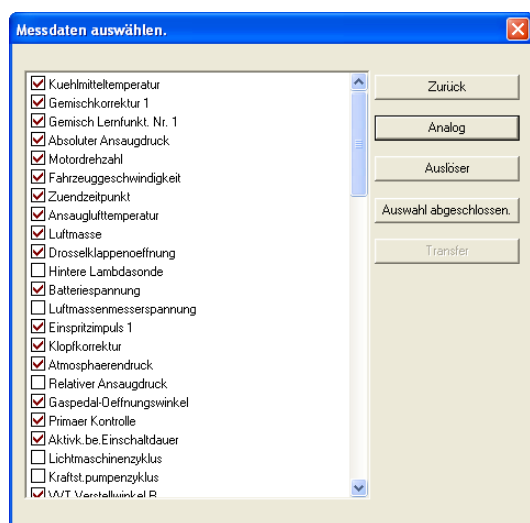 Messdaten auswählen.
Kuehlmitteltemperatur
Gemischkorrektur 1
Gemisch Lernfunkt. Nr. 1
Absoluter Ansaugdruck
Motordrehzahl
Fahrzeuggeschwindigkeit
Zuendzeitpunkt
Ansauglufttemperatur
Luftmasse
Drosselklappenoeffnung
Hintere Lambdasonde
Batteriespannung
Luftmassenmesserspannung
Einspritzimpuls 1
Klopfkorrektur
Atmosphaerendruck
Relativer Ansaugdruck
Gaspedal-Oeffnungswinkel
Primaer Kontrolle
Aktivk.be.Einschaltdauer
Lichtmaschinenzyklus
Kraftst.pumpenzyklus
VVT Verstellwinkel R
Zurück
Analog
Auslöser
Auswahl abgeschlossen.
Transfer